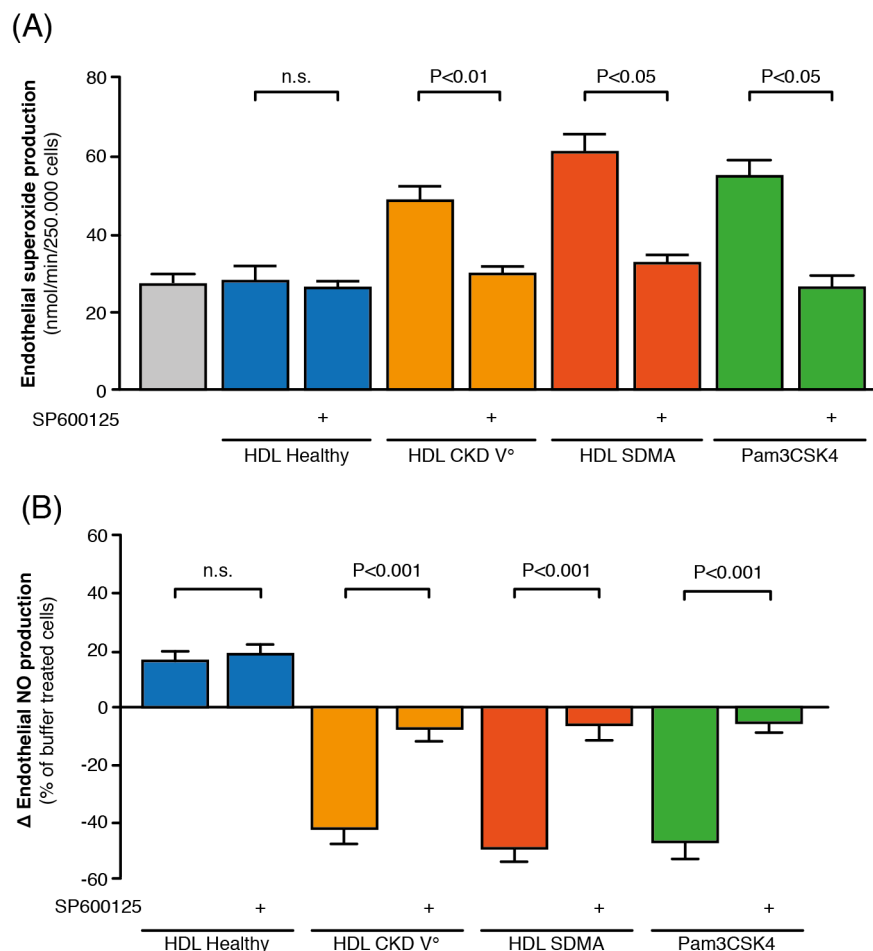 (A)
Endothelial superoxide production
(nmol/min/250.000 cells)
80
60
40
20
0
n.s.
P<0.01
P<0.05
P<0.05
SP600125
+
+
+
+
HDL Healthy
HDL CKD V°
HDL SDMA
Pam3CSK4
(B)
Δ Endothelial NO production
(% of buffer treated cells)
60
40
20
0
-20
-40
-60
n.s.
P<0.001
P<0.001
P<0.001
SP600125
+
+
+
+
HDL Healthy
HDL CKD V°
HDL SDMA
Pam3CSK4